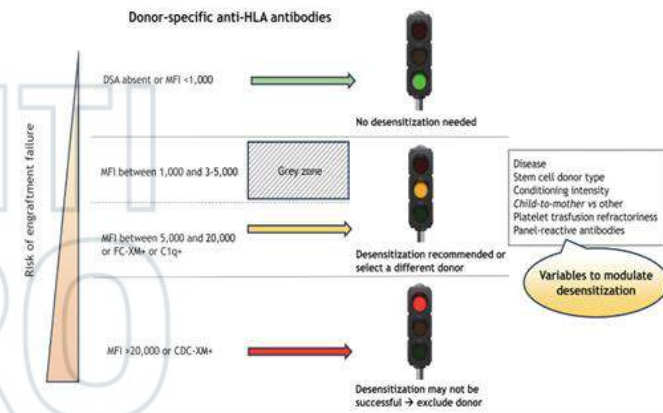 Donor-specific anti-HLA antibodies
Risk of engraftment failure
DSA absent or MFI <1,000
No desensitization needed
MFI between 1,000 and 3-5,000
Grey zone
MFI between 5,000 and 20,000
or FC-XM+ or C1q+
Desensitization recommended or
select a different donor
Disease
Stem cell donor type
Conditioning intensity
Child-to-mother vs other
Platelet trasfusion refractoriness
Panel-reactive antibodies
Variables to modulate
desensitization
MFI >20,000 or CDC-XM+
Desensitization may not be
successful → exclude donor